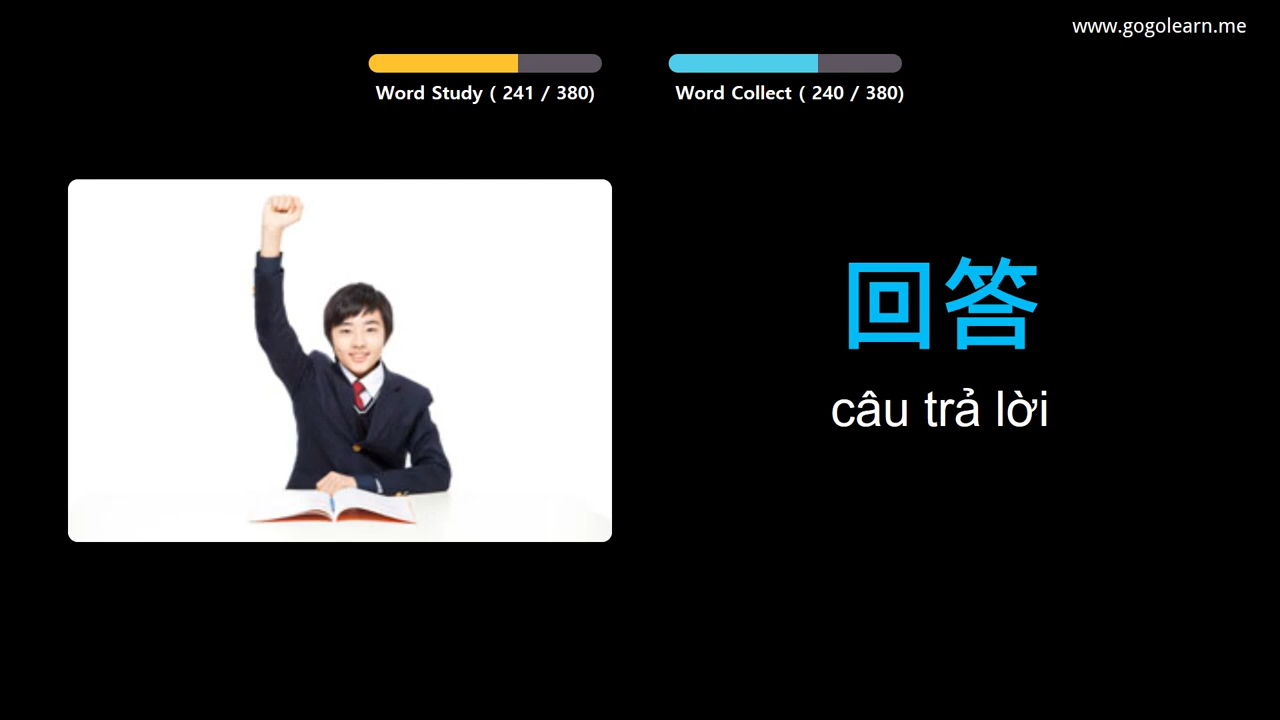 www.gogolearn.me
Word Study ( 241 / 380)
Word Collect ( 240 / 380)
回答
câu trả lời